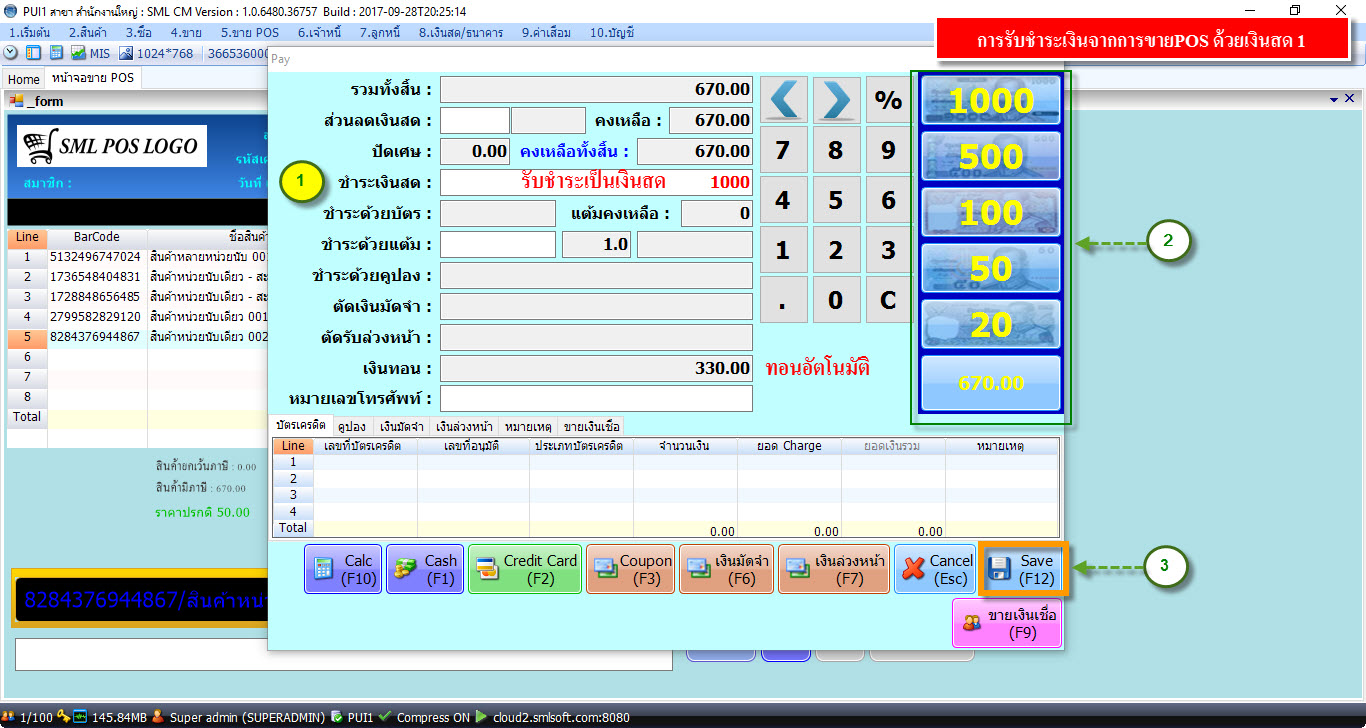 PUI1 สาขา สำนักงานใหญ่ : SML CM Version : 1.0.6480.36757 Build : 2017-09-28T20:25:14
1.เริ่มต้น 2.สินค้า 3.ซื้อ 4.ขาย 5.ขาย POS 6.เจ้าหนี้ 7.ลูกหนี้ 8.เงินสด/ธนาคาร 9.ค่าเสื่อม 10.บัญชี
การรับชำระเงินจากการขายPOS ด้วยเงินสด 1
MIS 1024*768 366536000
Pay
Home หน้าจอขาย POS
_form
SML POS LOGO
รหัสเค
สมาชิก : วันที่
Line BarCode ชื่อสินค้า
1 5132496747024 สินค้าหลายหน่วยนับ 001
2 1736548404831 สินค้าหน่วยนับเดียว - สะ
3 1728848656485 สินค้าหน่วยนับเดียว - สะ
4 2799582829120 สินค้าหน่วยนับเดียว 001
5 8284376944867 สินค้าหน่วยนับเดียว 002
6
7
8
Total
สินค้ายกเว้นภาษี : 0.00
สินค้ามีภาษี : 670.00
ราคาปรกติ 50.00
8284376944867/สินค้าหน่
รวมทั้งสิ้น : 670.00
ส่วนลดเงินสด : คงเหลือ : 670.00
ปัดเศษ : 0.00 คงเหลือทั้งสิ้น : 670.00
1 ชำระเงินสด : รับชำระเป็นเงินสด 1000
ชำระด้วยบัตร : แต้มคงเหลือ : 0
ชำระด้วยแต้ม : 1.0
ชำระด้วยคูปอง :
ตัดเงินมัดจำ :
ตัดรับล่วงหน้า :
เงินทอน : 330.00 ทอนอัตโนมัติ
หมายเลขโทรศัพท์ :
%
7 8 9
4 5 6
1 2 3
. 0 C
1000
500
100
50
20
670.00
2
บัตรเครดิต คูปอง เงินมัดจำ เงินล่วงหน้า หมายเหตุ ขายเงินเชื่อ
Line เลขที่บัตรเครดิต เลขที่อนุมัติ ประเภทบัตรเครดิต จำนวนเงิน ยอด Charge ยอดเงินรวม หมายเหตุ
1
2
3
4
Total 0.00 0.00 0.00
Calc (F10) Cash (F1) Credit Card (F2) Coupon (F3) เงินมัดจำ (F6) เงินล่วงหน้า (F7) Cancel (Esc) Save (F12)
3
ขายเงินเชื่อ (F9)
1/100 145.84MB Super admin (SUPERADMIN) PUI1 Compress ON cloud2.smlsoft.com:8080